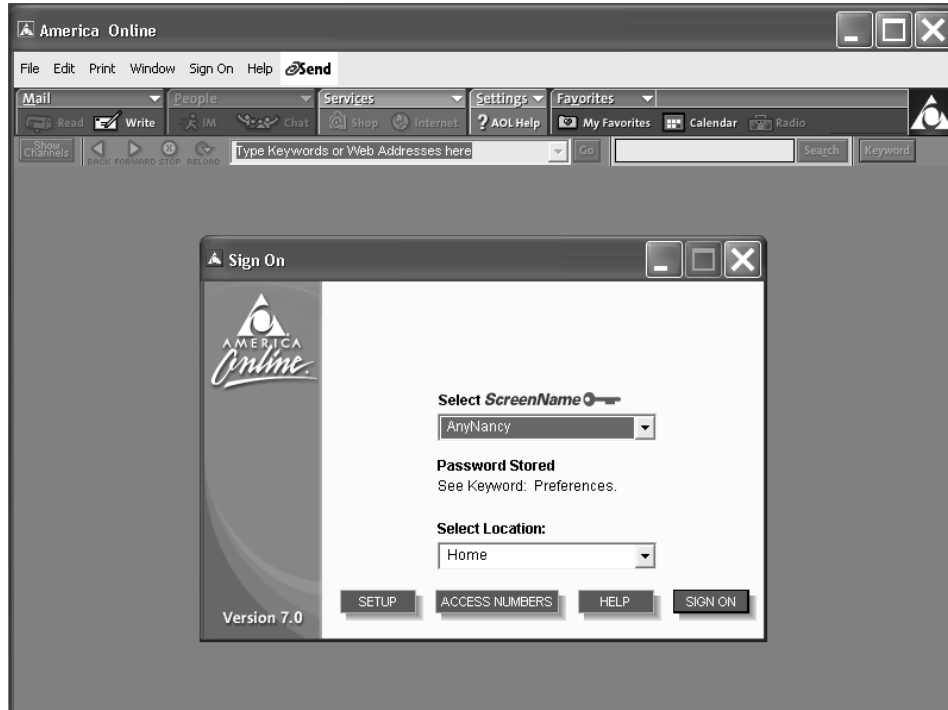 America Online
File Edit Print Window Sign On Help Send
Mail People Services Settings Favorites
Read Write IM Chat Shop Internet ? AOL Help My Favorites Calendar Radio
Show Channels BACK FORWARD STOP RELOAD Type Keywords or Web Addresses here Go Search Keyword
Sign On
AMERICA
Online.
Select ScreenName
AnyNancy
Password Stored
See Keyword: Preferences.
Select Location:
Home
SETUP ACCESS NUMBERS HELP SIGN ON
Version 7.0